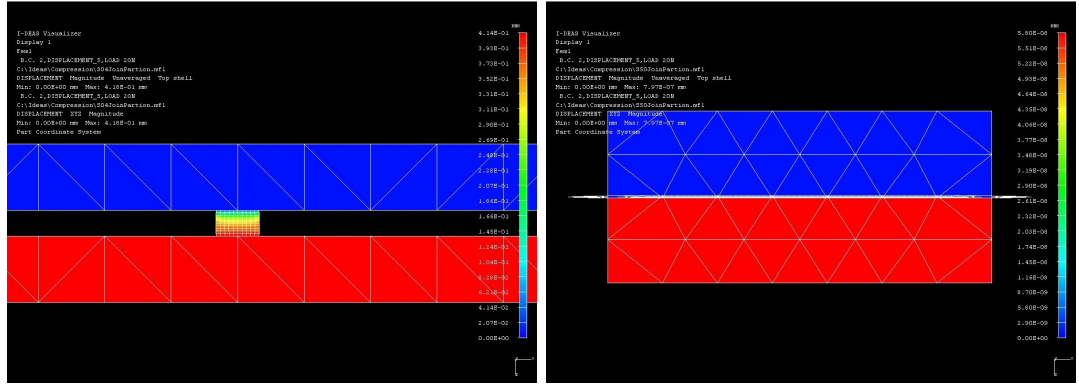 I-DEAS Visualizer
Display 1
Fem1
B.C. 2,DISPLACEMENT_5,LOAD 20N
C:\Ideas\Compression\S04JoinPartion.mf1
DISPLACEMENT Magnitude Unaveraged Top shell
Min: 0.00E+00 mm Max: 4.18E-01 mm
B.C. 2,DISPLACEMENT_5,LOAD 20N
C:\Ideas\Compression\S04JoinPartion.mf1
DISPLACEMENT XYZ Magnitude
Min: 0.00E+00 mm Max: 4.18E-01 mm
Part Coordinate System
mm
4.14E-01
3.93E-01
3.73E-01
3.52E-01
3.31E-01
3.11E-01
2.90E-01
2.69E-01
2.48E-01
2.28E-01
2.07E-01
1.86E-01
1.66E-01
1.45E-01
1.24E-01
1.04E-01
8.28E-02
6.21E-02
4.14E-02
2.07E-02
0.00E+00
I-DEAS Visualizer
Display 1
Fem1
B.C. 2,DISPLACEMENT_5,LOAD 20N
C:\Ideas\Compression\SS0JoinPartion.mf1
DISPLACEMENT Magnitude Unaveraged Top shell
Min: 0.00E+00 mm Max: 7.97E-07 mm
B.C. 2,DISPLACEMENT_5,LOAD 20N
C:\Ideas\Compression\SS0JoinPartion.mf1
DISPLACEMENT XYZ Magnitude
Min: 0.00E+00 mm Max: 7.97E-07 mm
Part Coordinate System
mm
5.80E-08
5.51E-08
5.22E-08
4.93E-08
4.64E-08
4.35E-08
4.06E-08
3.77E-08
3.48E-08
3.19E-08
2.90E-08
2.61E-08
2.32E-08
2.03E-08
1.74E-08
1.45E-08
1.16E-08
8.70E-09
5.80E-09
2.90E-09
0.00E+00